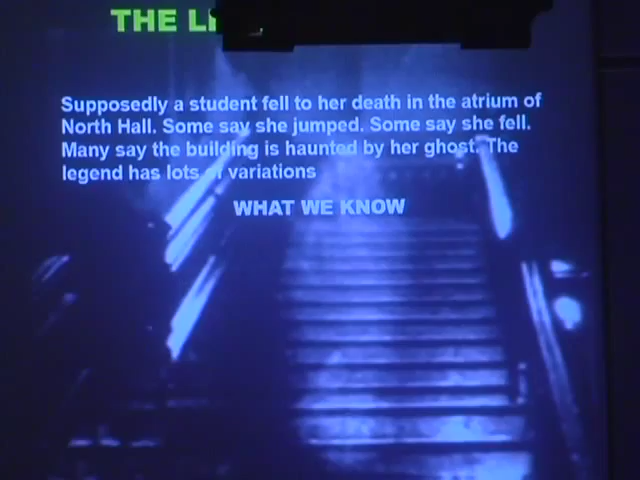 THE
Supposedly a student fell to her death in the atrium of
North Hall. Some say she jumped. Some say she fell.
Many say the building is haunted by her ghost. The
legend has lots of variations
WHAT WE KNOW